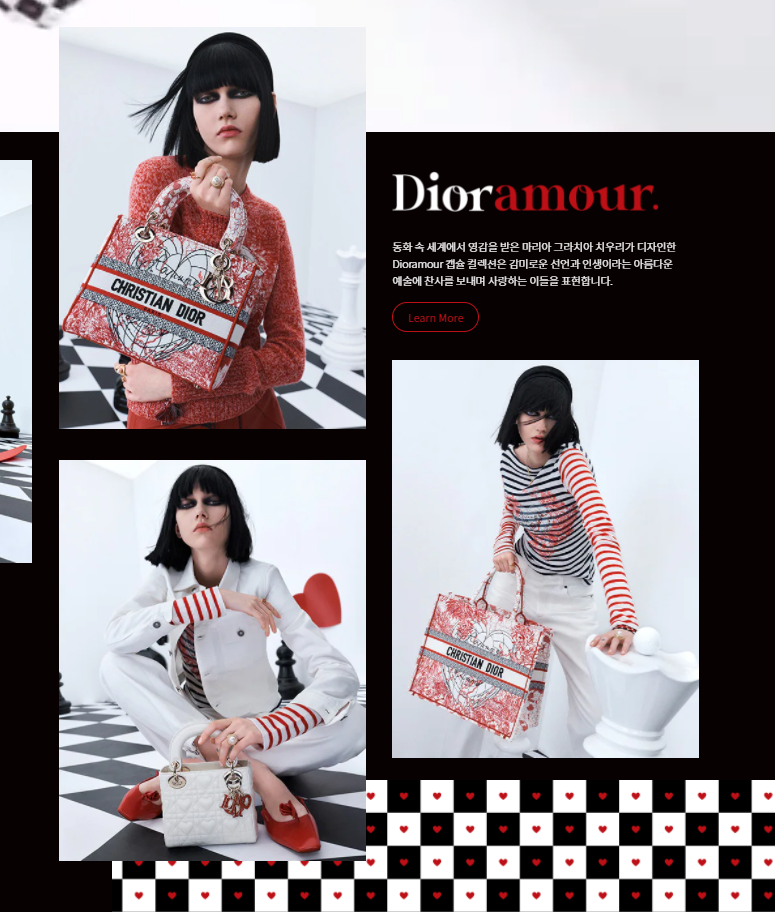 Dioramour.
동화 속 세계에서 영감을 받은 마리아 그라치아 치우리가 디자인한
Dioramour 캡슐 컬렉션은 감미로운 선언과 인생이라는 아름다운
예술에 찬사를 보내며 사랑하는 이들을 표현합니다.
Learn More
CHRISTIAN DIOR
CHRISTIAN DIOR